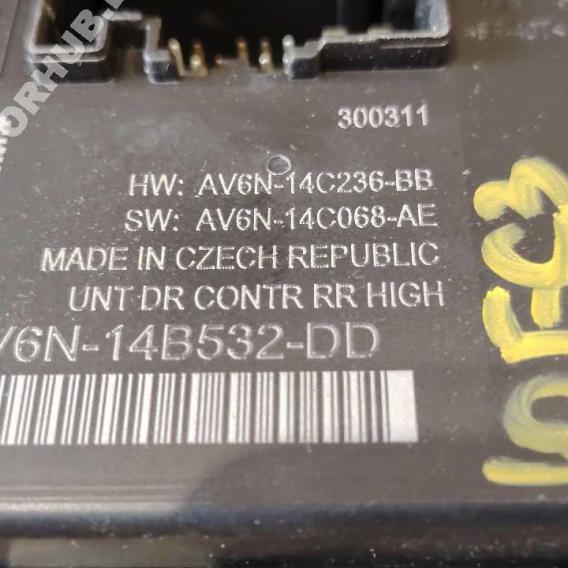 300311
HW: AV6N-14C236-BB
SW: AV6N-14C068-AE
MADE IN CZECH REPUBLIC
UNT DR CONTR RR HIGH
V6N-14B532-DD